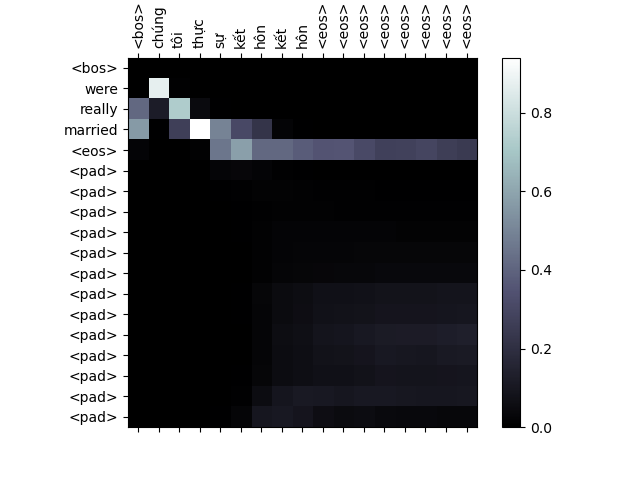 <bos> chúng tôi thực sự kết hôn kết hôn <eos> <eos> <eos> <eos> <eos> <eos> <eos> <eos>
<bos>
were
really
married
<eos>
<pad>
<pad>
<pad>
<pad>
<pad>
<pad>
<pad>
<pad>
<pad>
<pad>
<pad>
<pad>
<pad>
0.8
0.6
0.4
0.2
0.0